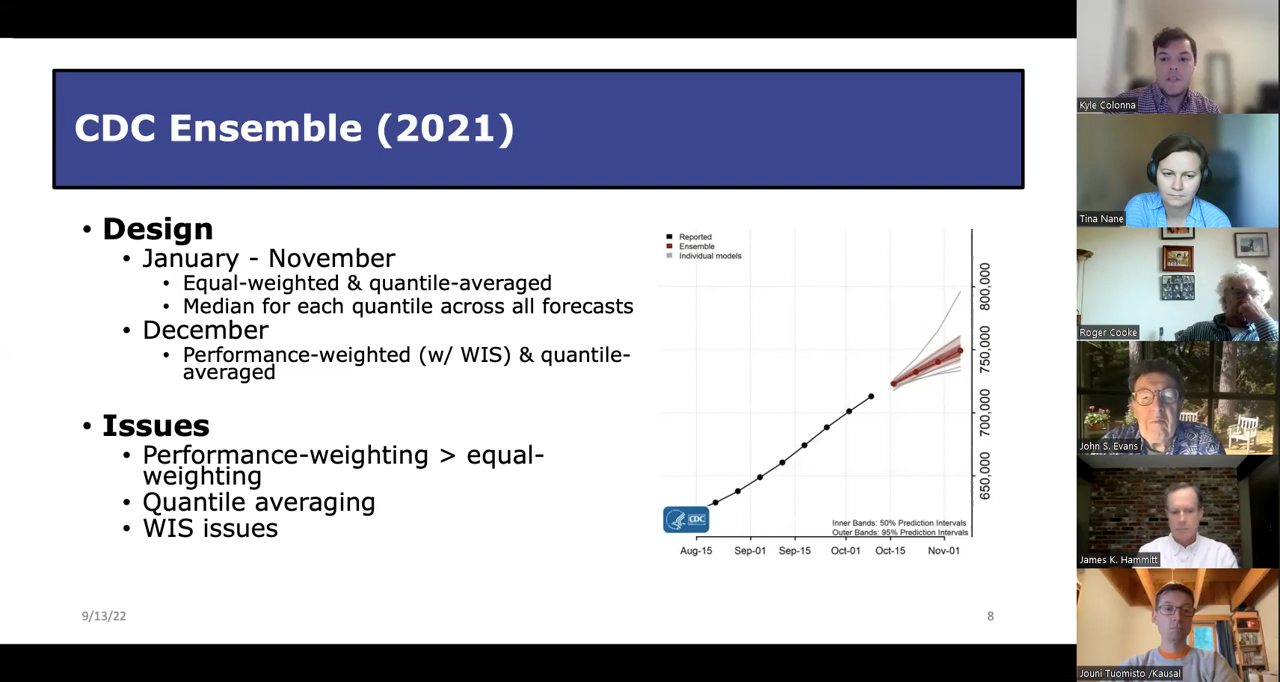 CDC Ensemble (2021)
• Design
• January - November
• Equal-weighted & quantile-averaged
• Median for each quantile across all forecasts
• December
• Performance-weighted (w/ WIS) & quantile-
averaged
• Issues
• Performance-weighting > equal-
weighting
• Quantile averaging
• WIS issues
Reported
Ensemble
Individual models
800,000
750,000
700,000
650,000
CDC
Inner Bands: 50% Prediction Intervals
Outer Bands: 95% Prediction Intervals
Aug-15 Sep-01 Sep-15 Oct-01 Oct-15 Nov-01
9/13/22
8
Kyle Colonna
Tina Nane
Roger Cooke
John S. Evans
James K. Hammitt
Jouni Tuomisto /Kausal